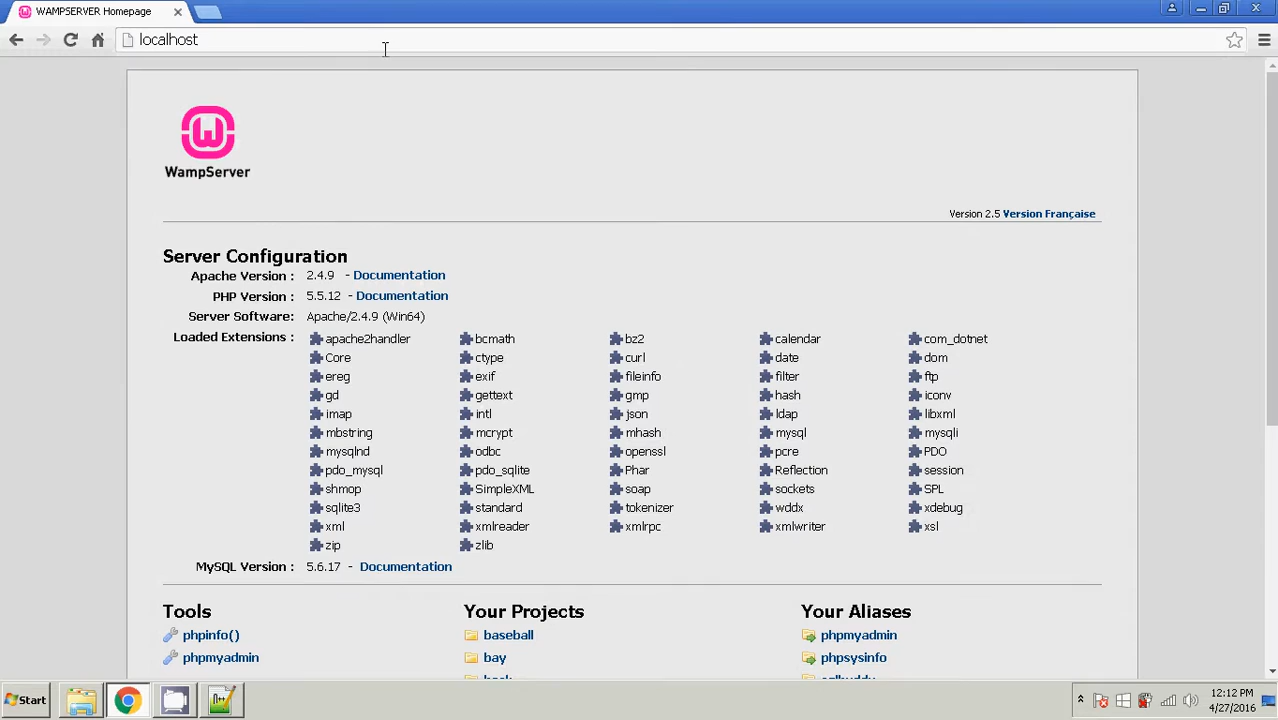 WAMPSERVER Homepage
localhost
WampServer
Version 2.5 Version Française
Server Configuration
Apache Version : 2.4.9 - Documentation
PHP Version : 5.5.12 - Documentation
Server Software: Apache/2.4.9 (Win64)
Loaded Extensions : apache2handler bcmath bz2 calendar com_dotnet
Core ctype curl date dom
ereg exif fileinfo filter ftp
gd gettext gmp hash iconv
imap intl json ldap libxml
mbstring mcrypt mhash mysql mysqli
mysqlnd odbc openssl pcre PDO
pdo_mysql pdo_sqlite Phar Reflection session
shmop SimpleXML soap sockets SPL
sqlite3 standard tokenizer wddx xdebug
xml xmlreader xmlrpc xmlwriter xsl
zip zlib
MySQL Version : 5.6.17 - Documentation
Tools Your Projects Your Aliases
phpinfo() baseball phpmyadmin
phpmyadmin bay phpsysinfo
Start
12:12 PM
4/27/2016